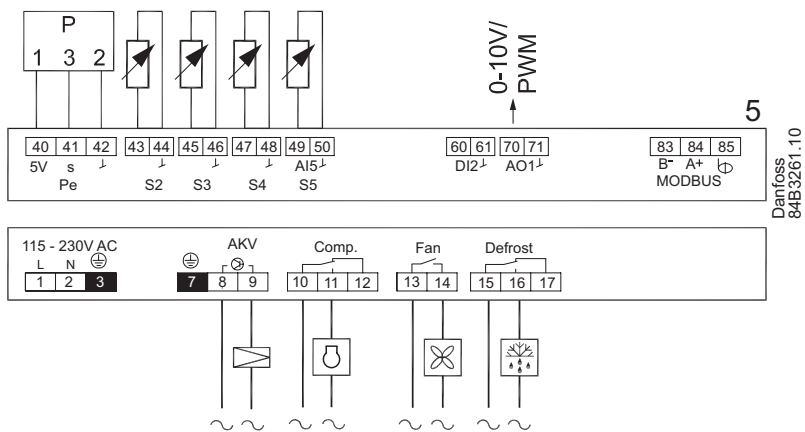 P
1 3 2
0-10V/
PWM
5
40 41 42 43 44 45 46 47 48 49 50 60 61 70 71 83 84 85
5V s AI5 DI2 AO1 B- A+
Pe S2 S3 S4 S5 MODBUS
Danfoss
84B3261.10
115 - 230V AC AKV Comp. Fan Defrost
L N
1 2 3 7 8 9 10 11 12 13 14 15 16 17